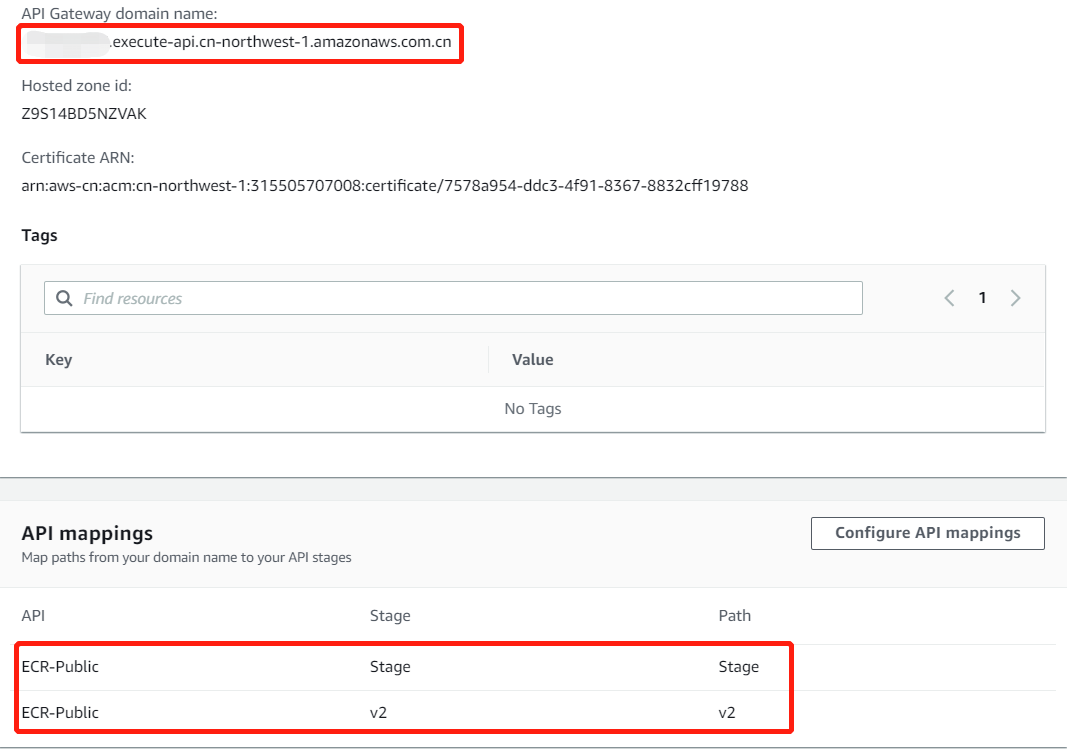 API Gateway domain name:
.execute-api.cn-northwest-1.amazonaws.com.cn
Hosted zone id:
Z9S14BD5NZVAK
Certificate ARN:
arn:aws-cn:acm:cn-northwest-1:315505707008:certificate/7578a954-ddc3-4f91-8367-8832cff19788
Tags
Find resources
1
Key Value
No Tags
API mappings
Configure API mappings
Map paths from your domain name to your API stages
API Stage Path
ECR-Public Stage Stage
ECR-Public v2 v2